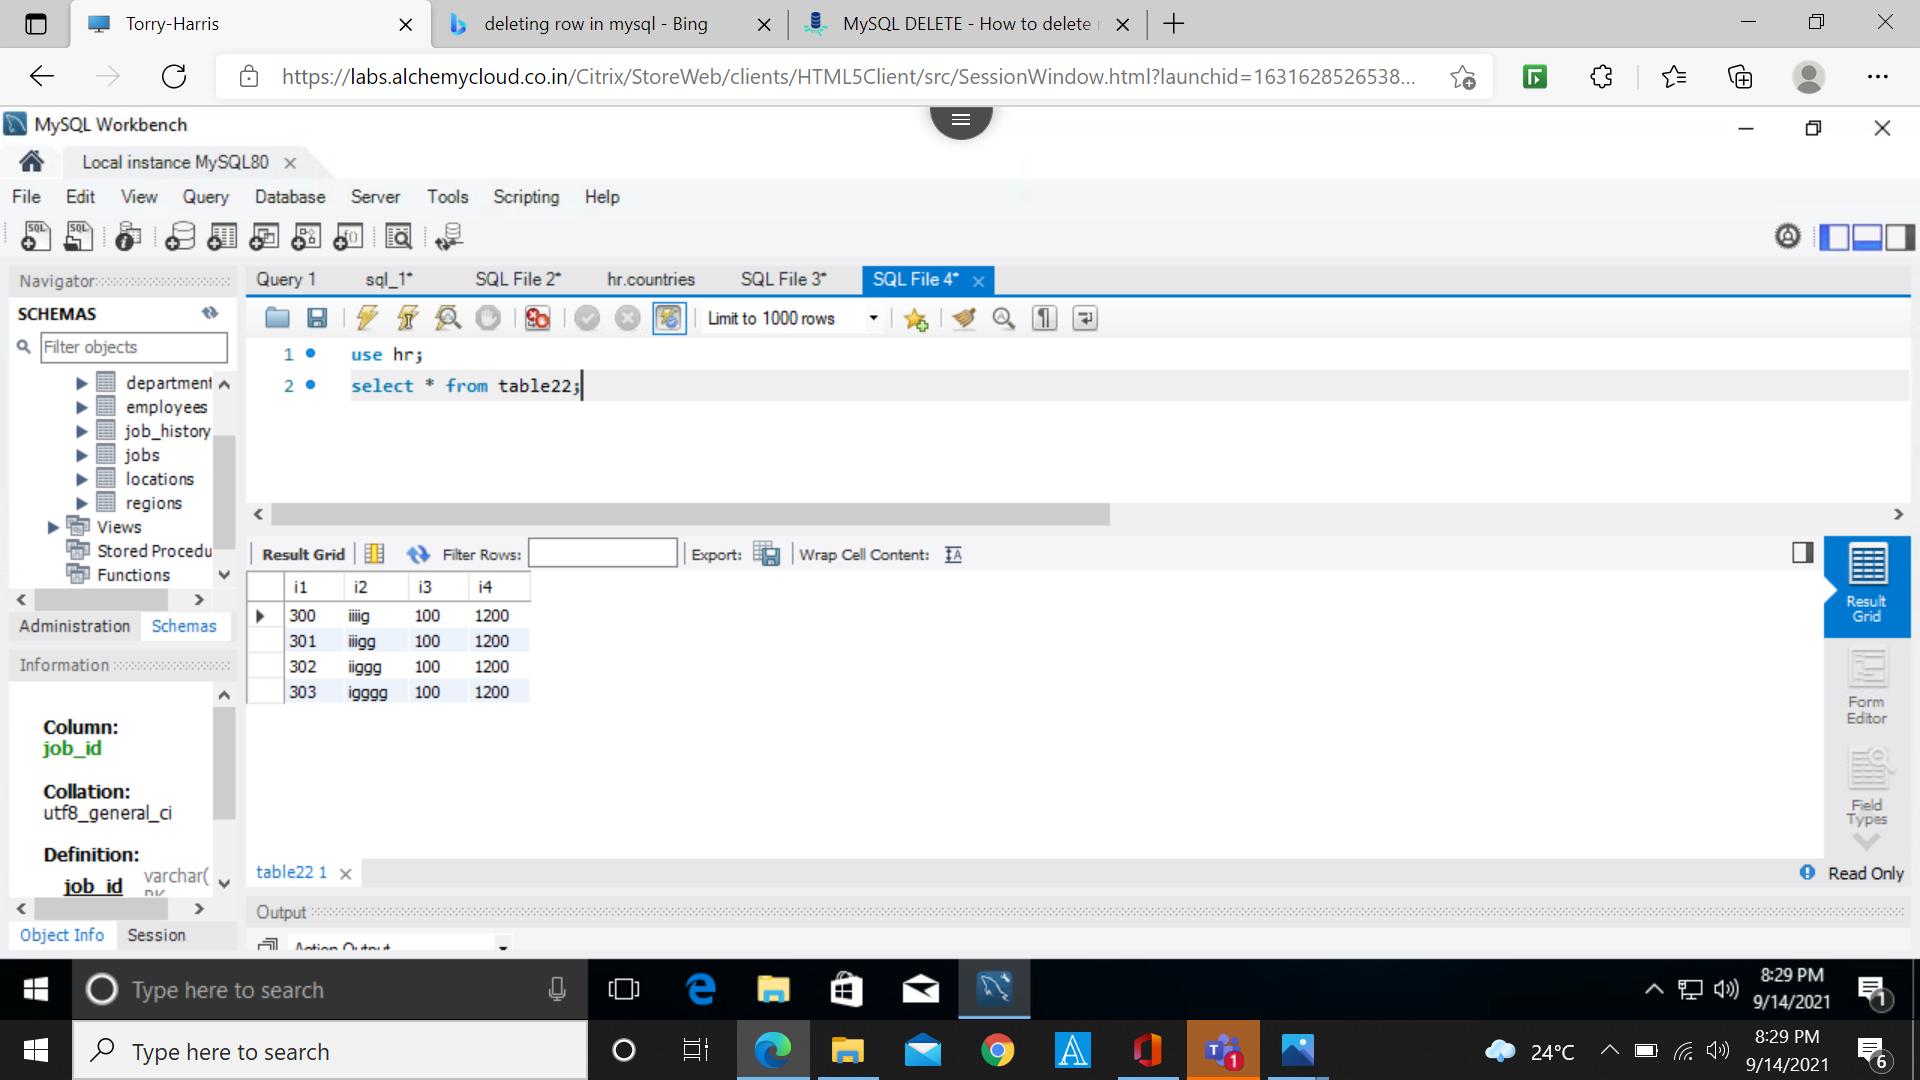 Torry-Harris
deleting row in mysql - Bing
MySQL DELETE - How to delete
https://labs.alchemycloud.co.in/Citrix/StoreWeb/clients/HTML5Client/src/SessionWindow.html?launchid=1631628526538...
MySQL Workbench
Local instance MySQL80
File Edit View Query Database Server Tools Scripting Help
Navigator
Query 1 sql_1* SQL File 2* hr.countries SQL File 3* SQL File 4*
SCHEMAS
Limit to 1000 rows
Filter objects
1 use hr;
2 select * from table22;
department
employees
job_history
jobs
locations
regions
Views
Stored Procedu
Functions
Result Grid Filter Rows: Export: Wrap Cell Content:
i1 i2 i3 i4
300 iiiig 100 1200
301 iiigg 100 1200
302 iiggg 100 1200
303 igggg 100 1200
Result
Grid
Form
Editor
Field
Types
Administration Schemas
Information
Column:
job_id
Collation:
utf8_general_ci
Definition:
job_id varchar(
PK
table22 1
Read Only
Output
Object Info Session
Action Output
Type here to search
8:29 PM
9/14/2021
1
Type here to search
1
24°C
8:29 PM
9/14/2021
6